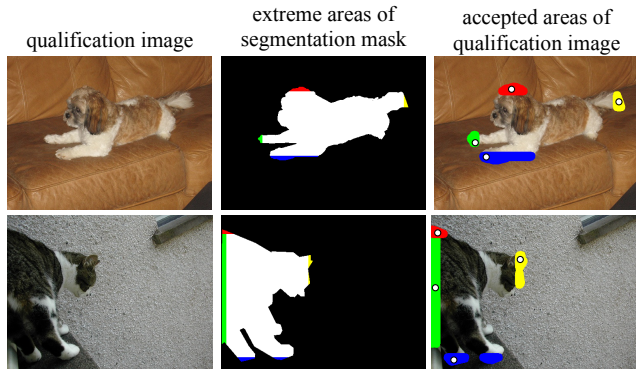 qualification image
extreme areas of
segmentation mask
accepted areas of
qualification image